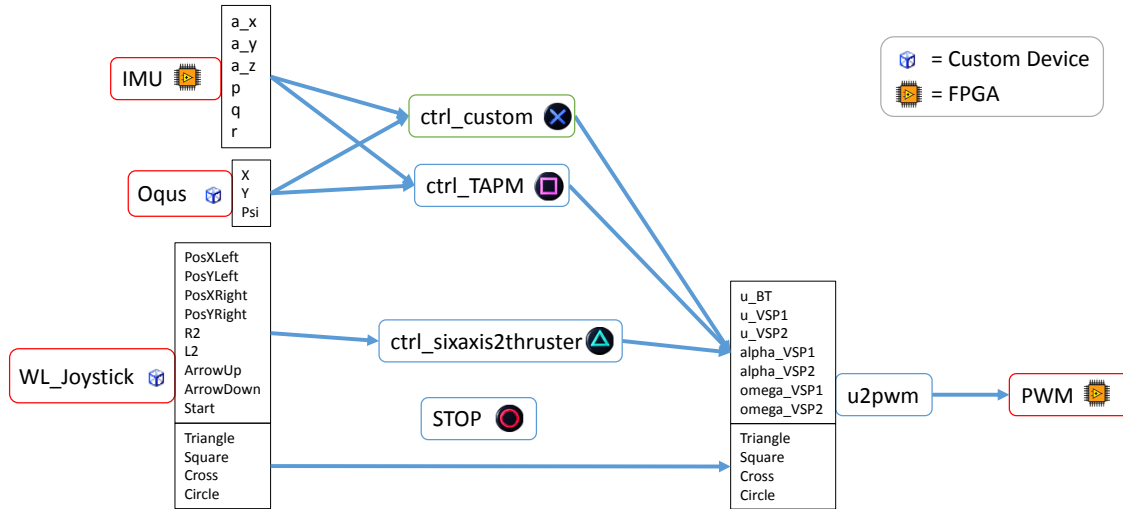 a_x
a_y
a_z
p
q
r
IMU
= Custom Device
= FPGA
ctrl_custom
X
Y
Psi
Oqus
ctrl_TAPM
PosXLeft
PosYLeft
PosXRight
PosYRight
R2
L2
ArrowUp
ArrowDown
Start
Triangle
Square
Cross
Circle
WL_Joystick
ctrl_sixaxis2thruster
STOP
u_BT
u_VSP1
u_VSP2
alpha_VSP1
alpha_VSP2
omega_VSP1
omega_VSP2
Triangle
Square
Cross
Circle
u2pwm
PWM